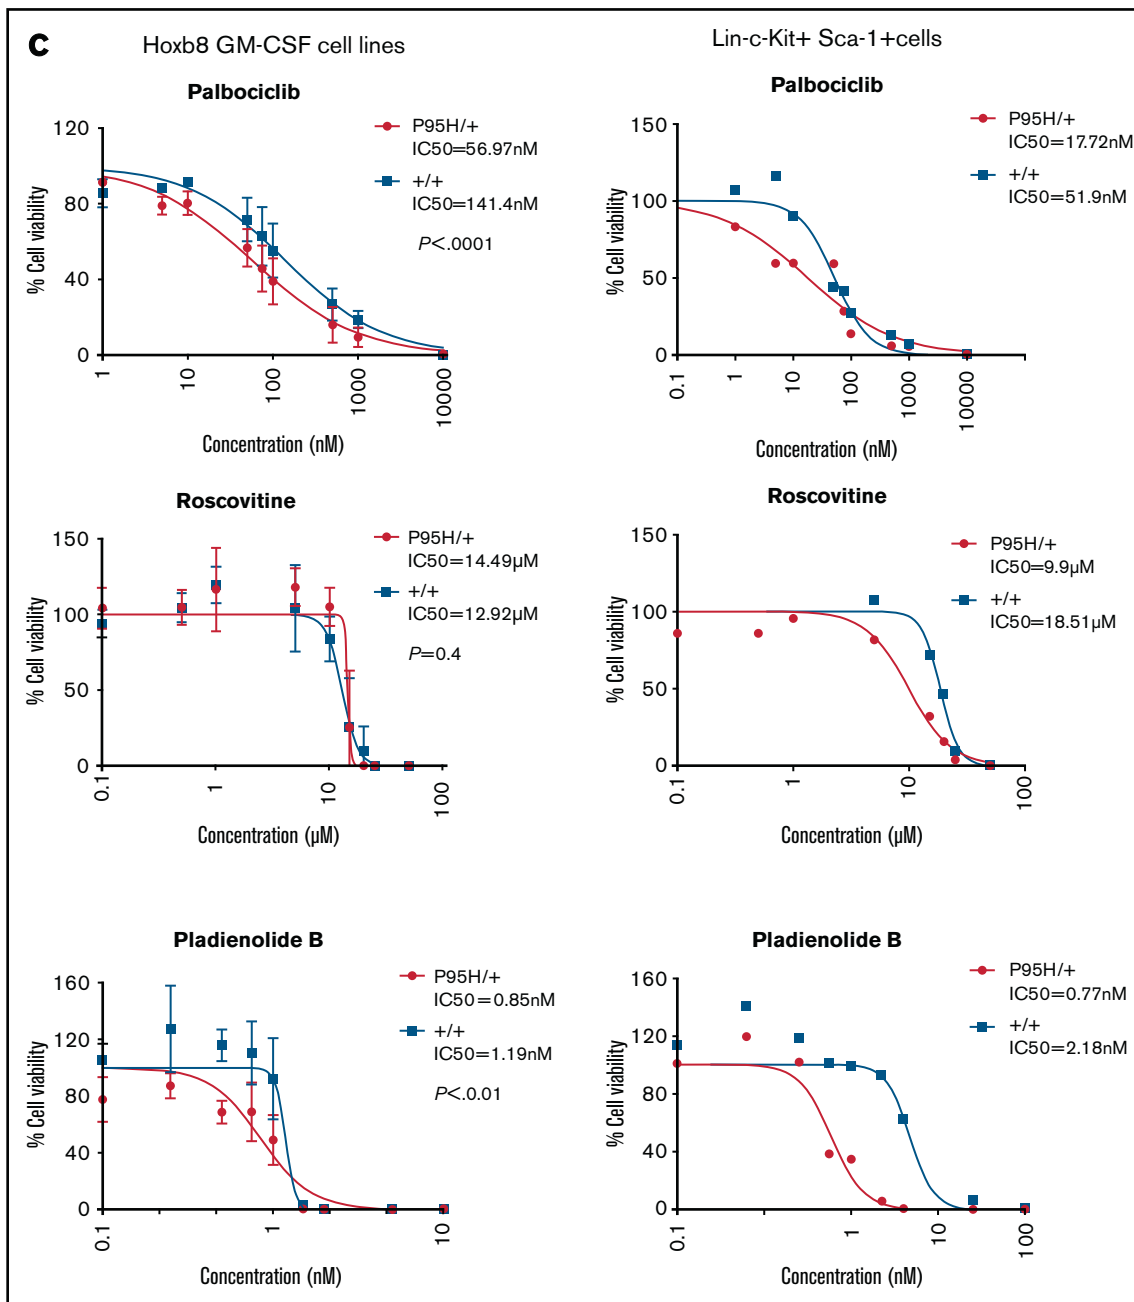 C
Hoxb8 GM-CSF cell lines
Lin-c-Kit+ Sca-1+cells
Palbociclib
% Cell viability
120
80
40
0
1
10
100
1000
10000
Concentration (nM)
P95H/+
IC50=56.97nM
+/+
IC50=141.4nM
P<.0001
Palbociclib
% Cell viability
150
100
50
0
0.1
1
10
100
1000
10000
Concentration (nM)
P95H/+
IC50=17.72nM
+/+
IC50=51.9nM
Roscovitine
% Cell viability
150
100
50
0
0.1
1
10
100
Concentration (µM)
P95H/+
IC50=14.49µM
+/+
IC50=12.92µM
P=0.4
Roscovitine
% Cell viability
150
100
50
0
0.1
1
10
100
Concentration (µM)
P95H/+
IC50=9.9µM
+/+
IC50=18.51µM
Pladienolide B
% Cell viability
160
120
80
40
0
0.1
1
10
Concentration (nM)
P95H/+
IC50=0.85nM
+/+
IC50=1.19nM
P<.0.01
Pladienolide B
% Cell viability
160
120
80
40
0
0.1
1
10
100
Concentration (nM)
P95H/+
IC50=0.77nM
+/+
IC50=2.18nM